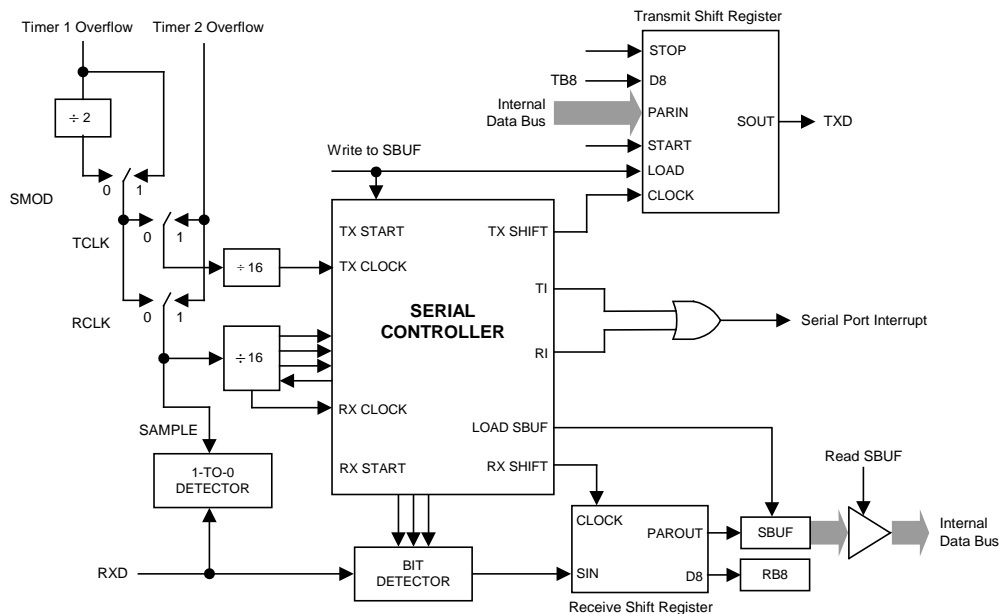 Timer 1 Overflow
Timer 2 Overflow
÷ 2
SMOD
0
1
TCLK
0
1
RCLK
0
1
÷ 16
÷ 16
SAMPLE
1-TO-0
DETECTOR
RXD
Write to SBUF
TX START
TX SHIFT
TX CLOCK
TI
SERIAL
CONTROLLER
RI
RX CLOCK
LOAD SBUF
RX START
RX SHIFT
BIT
DETECTOR
Transmit Shift Register
STOP
TB8
D8
Internal
Data Bus
PARIN
SOUT
TXD
START
LOAD
CLOCK
Serial Port Interrupt
CLOCK
PAROUT
SIN
D8
Receive Shift Register
SBUF
RB8
Read SBUF
Internal
Data Bus